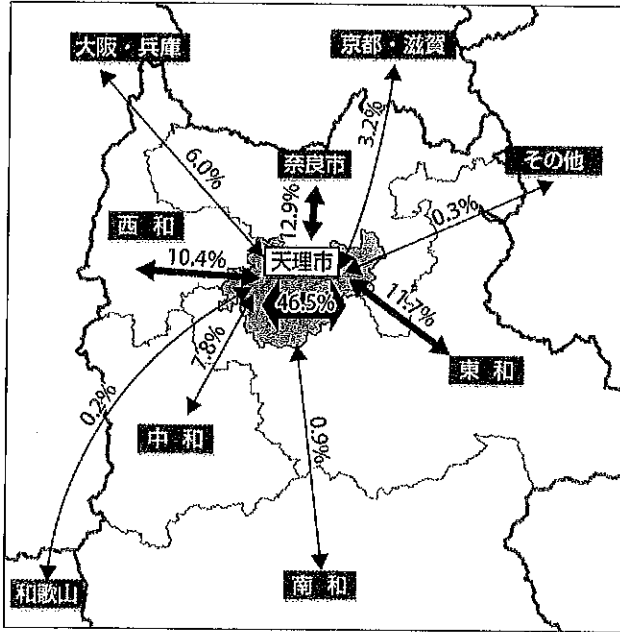 大阪・兵庫
京都・滋賀
3.2%
6.0%
奈良市
その他
12.9%
0.3%
西和
10.4%
天理市
46.5%
11.7%
7.8%
東和
0.2%
中和
0.9%
和歌山
南和